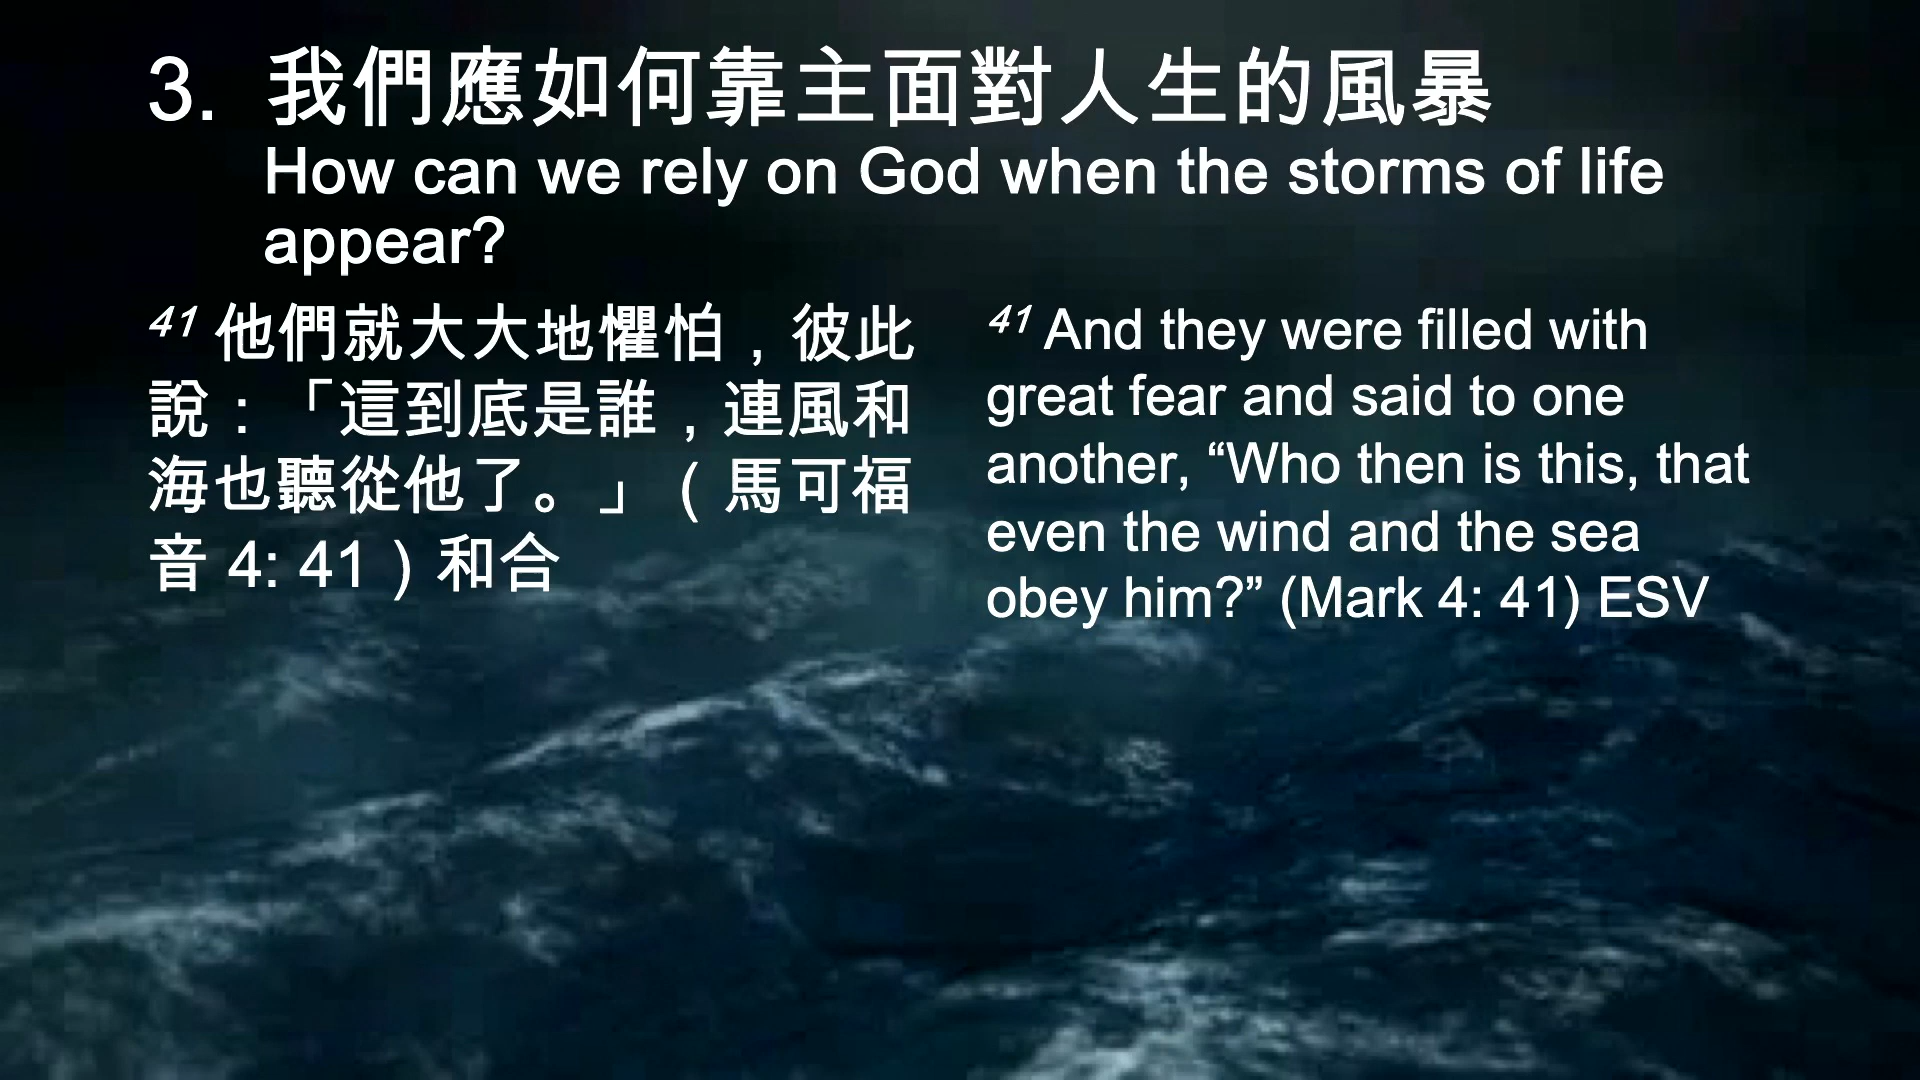 3. 我們應如何靠主面對人生的風暴
How can we rely on God when the storms of life
appear?
41 他們就大大地懼怕，彼此
說：「這到底是誰，連風和
海也聽從他了。」（馬可福
音 4: 41）和合
41 And they were filled with
great fear and said to one
another, “Who then is this, that
even the wind and the sea
obey him?” (Mark 4: 41) ESV